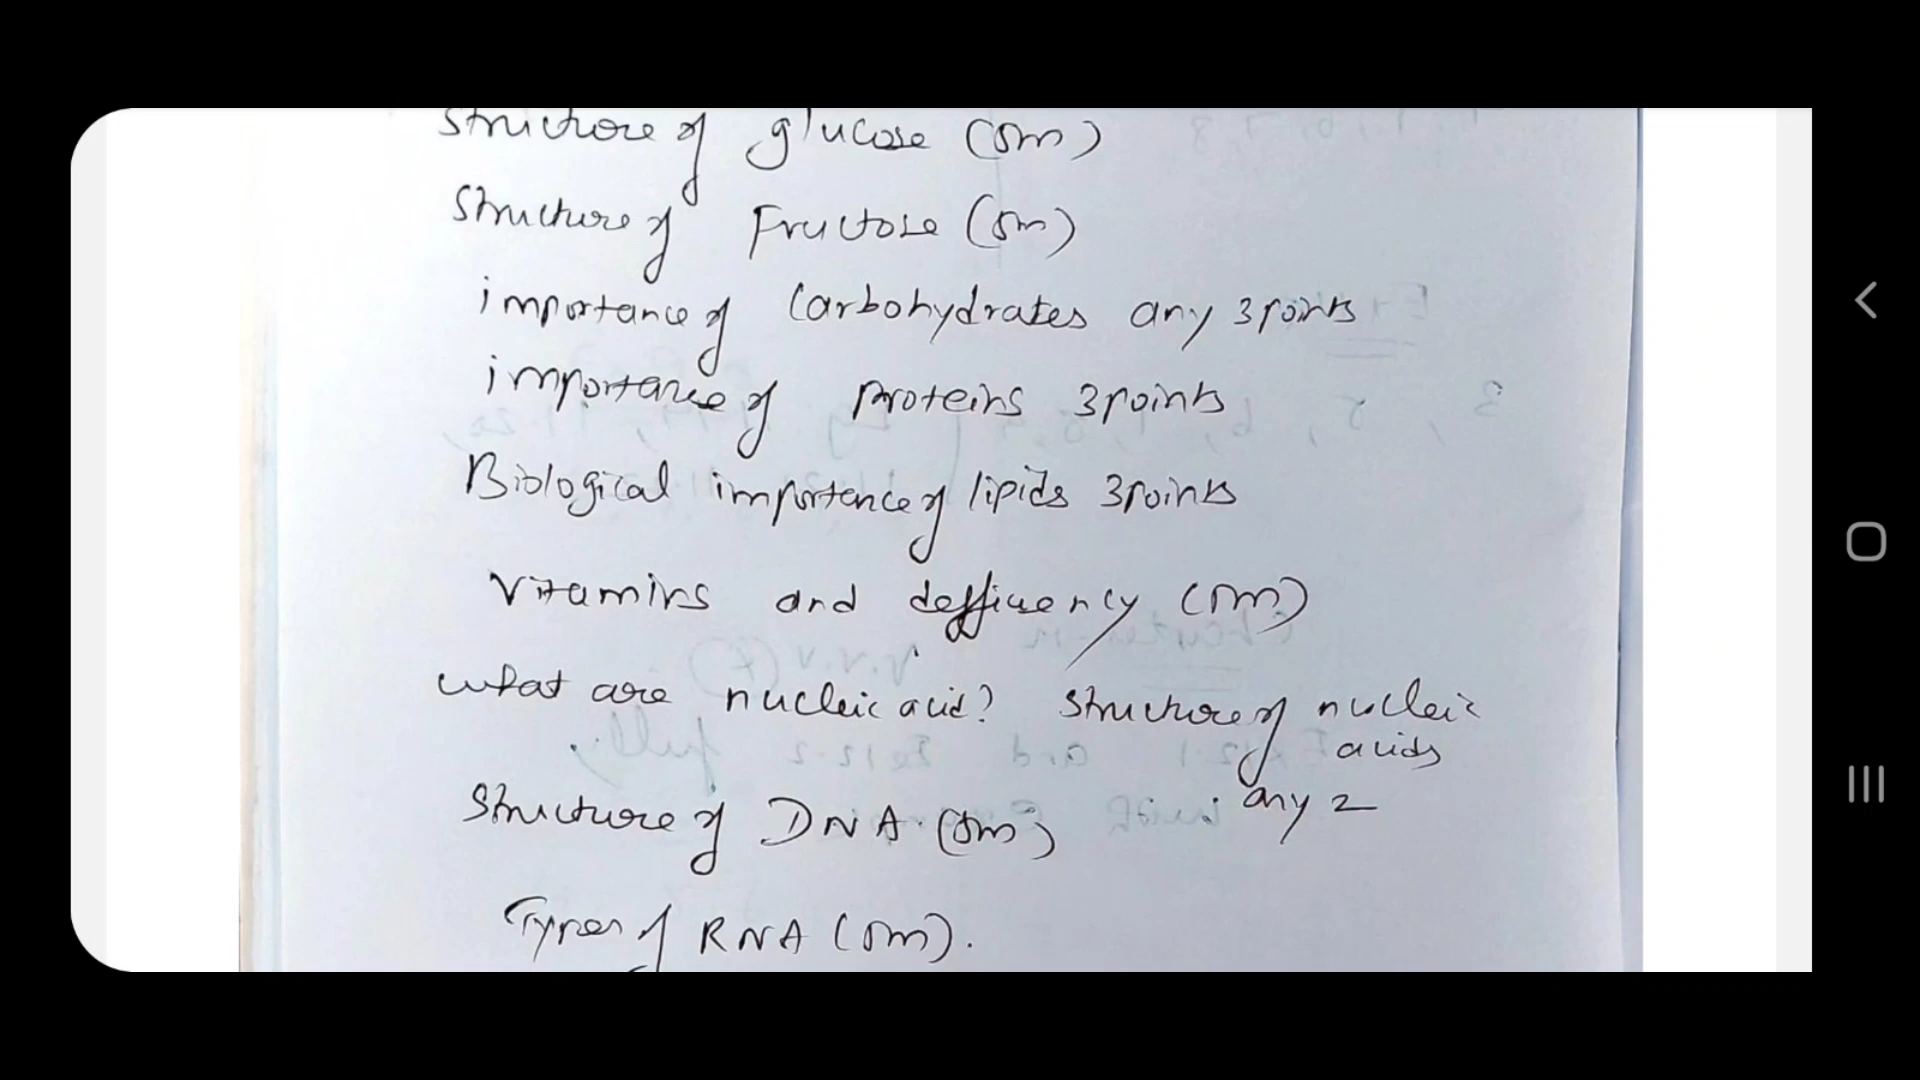 Structure of glucose (5m)
Structure of Fructose (5m)
importance of Carbohydrates any 3 points
importance of proteins 3 points
Biological importance of lipids 3 points
Vitamins and defficency (5m)
what are nucleic acid? Structure of nucleic acids any 2
Structure of DNA. (5m)
Types of RNA (5m).